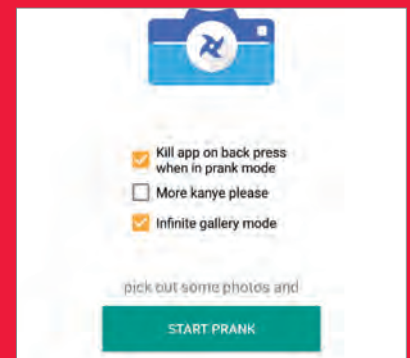 Kill app on back press
when in prank mode
More kanye please
Infinite gallery mode
pick out some photos and
START PRANK